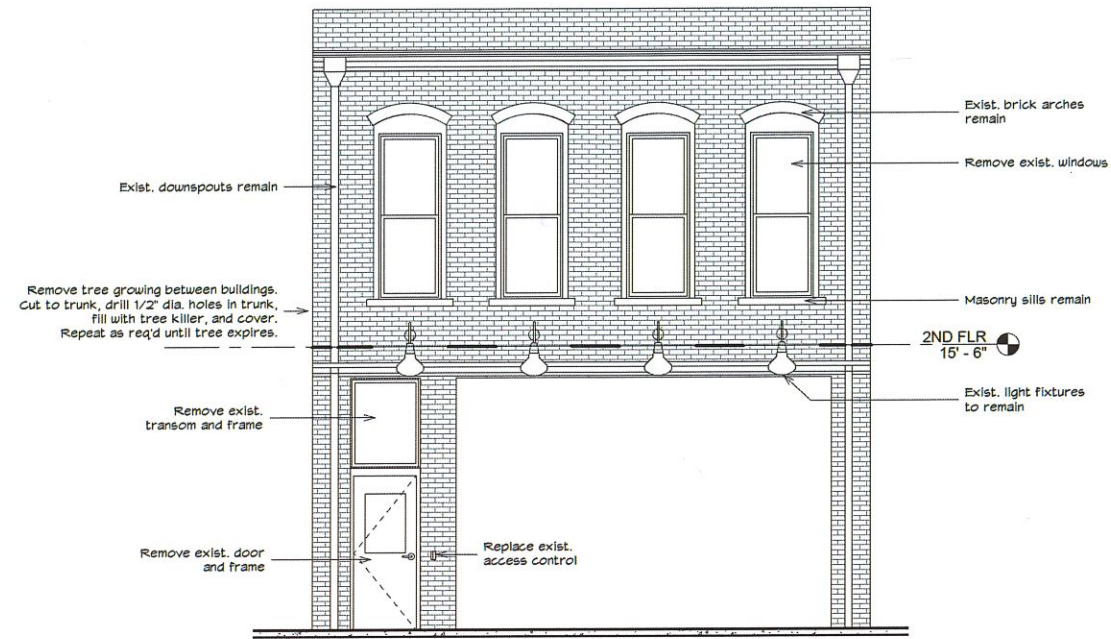 Exist. brick arches
remain
Remove exist. windows
Exist. downspouts remain
Remove tree growing between buildings.
Cut to trunk, drill 1/2" dia. holes in trunk,
fill with tree killer, and cover.
Repeat as req'd until tree expires.
Masonry sills remain
2ND FLR
15' - 6"
Exist. light fixtures
to remain
Remove exist.
transom and frame
Remove exist. door
and frame
Replace exist.
access control